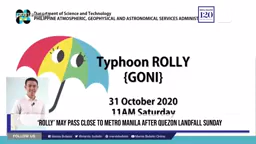 Department of Science and Technology
PHILIPPINE ATMOSPHERIC, GEOPHYSICAL AND ASTRONOMICAL SERVICES ADMINIS
120
Typhoon ROLLY
{GONI}
31 October 2020
11AM Saturday
'ROLLY' MAY PASS CLOSE TO METRO MANILA AFTER QUEZON LANDFALL SUNDAY
FOLLOW US